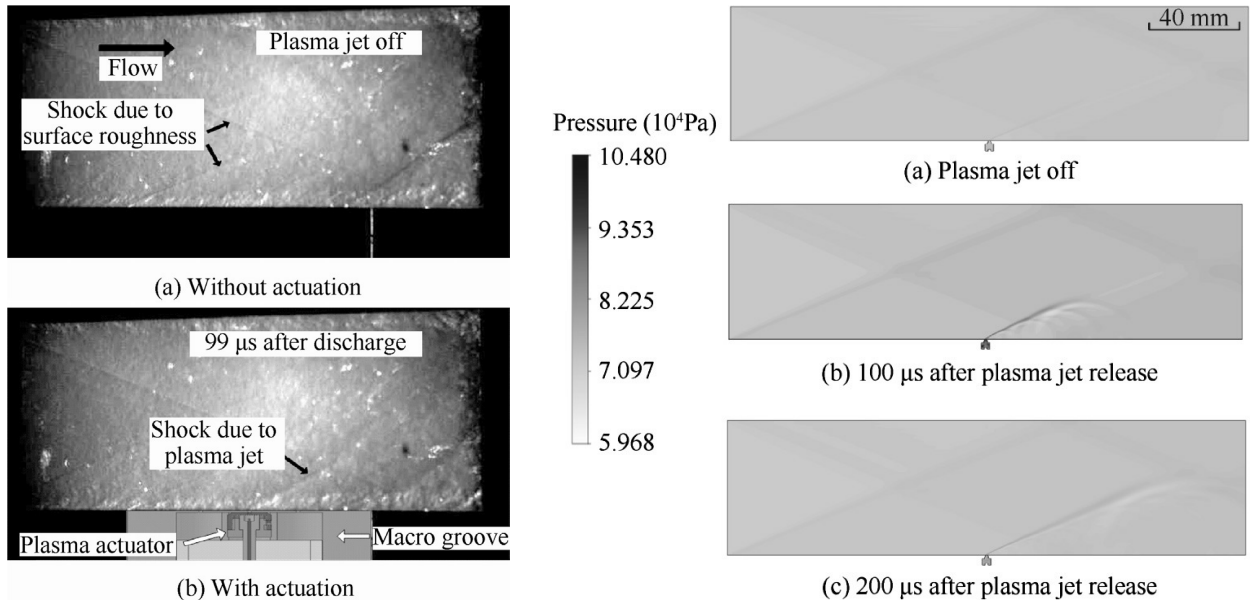 Plasma jet off
Flow
Shock due to
surface roughness
(a) Without actuation
99 μs after discharge
Shock due to
plasma jet
Plasma actuator
Macro groove
(b) With actuation
Pressure (10⁴Pa)
10.480
9.353
8.225
7.097
5.968
40 mm
(a) Plasma jet off
(b) 100 μs after plasma jet release
(c) 200 μs after plasma jet release